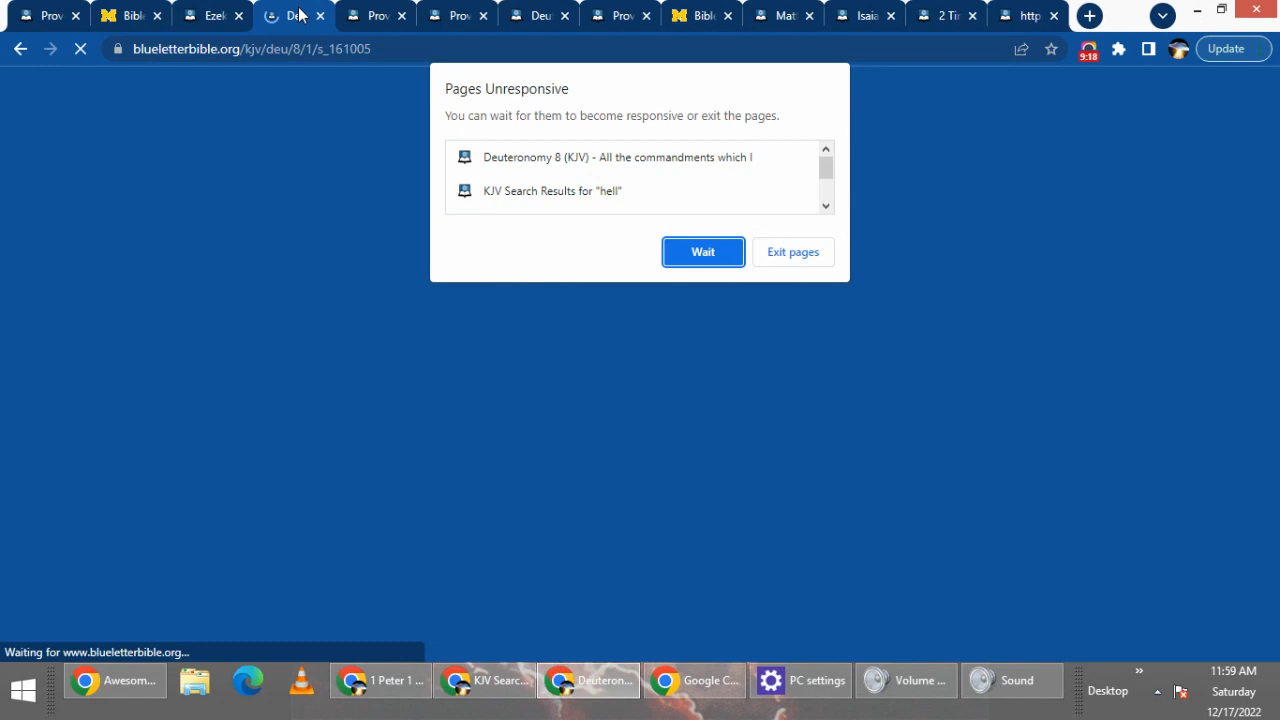 Prov
Bibl
Ezek
De
Prov
Prov
Deu
Prov
Bibl
Mat
Isaia
2 Ti
http
blueletterbible.org/kjv/deu/8/1/s_161005
9:18
Update
Pages Unresponsive
You can wait for them to become responsive or exit the pages.
Deuteronomy 8 (KJV) - All the commandments which I
KJV Search Results for "hell"
Wait
Exit pages
Waiting for www.blueletterbible.org...
Awesom...
1 Peter 1 ...
KJV Searc...
Deuteron...
Google C...
PC settings
Volume ...
Sound
Desktop
»
11:59 AM
Saturday
12/17/2022